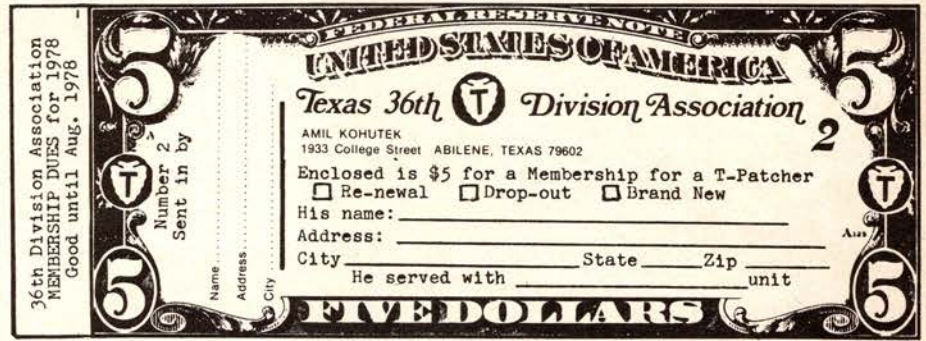 36th Division Association
MEMBERSHIP DUES for 1978
Good until Aug. 1978
5
5
A
T
Number 2
Sent in by
Name
Address
City
FEDERAL RESERVE NOTE
UNITED STATES OF AMERICA
Texas 36th T Division Association
2
AMIL KOHUTEK
1933 College Street ABILENE, TEXAS 79602
Enclosed is $5 for a Membership for a T-Patcher
Re-newal Drop-out Brand New
His name:
Address:
City State Zip
He served with unit
FIVE DOLLARS
5
T
5